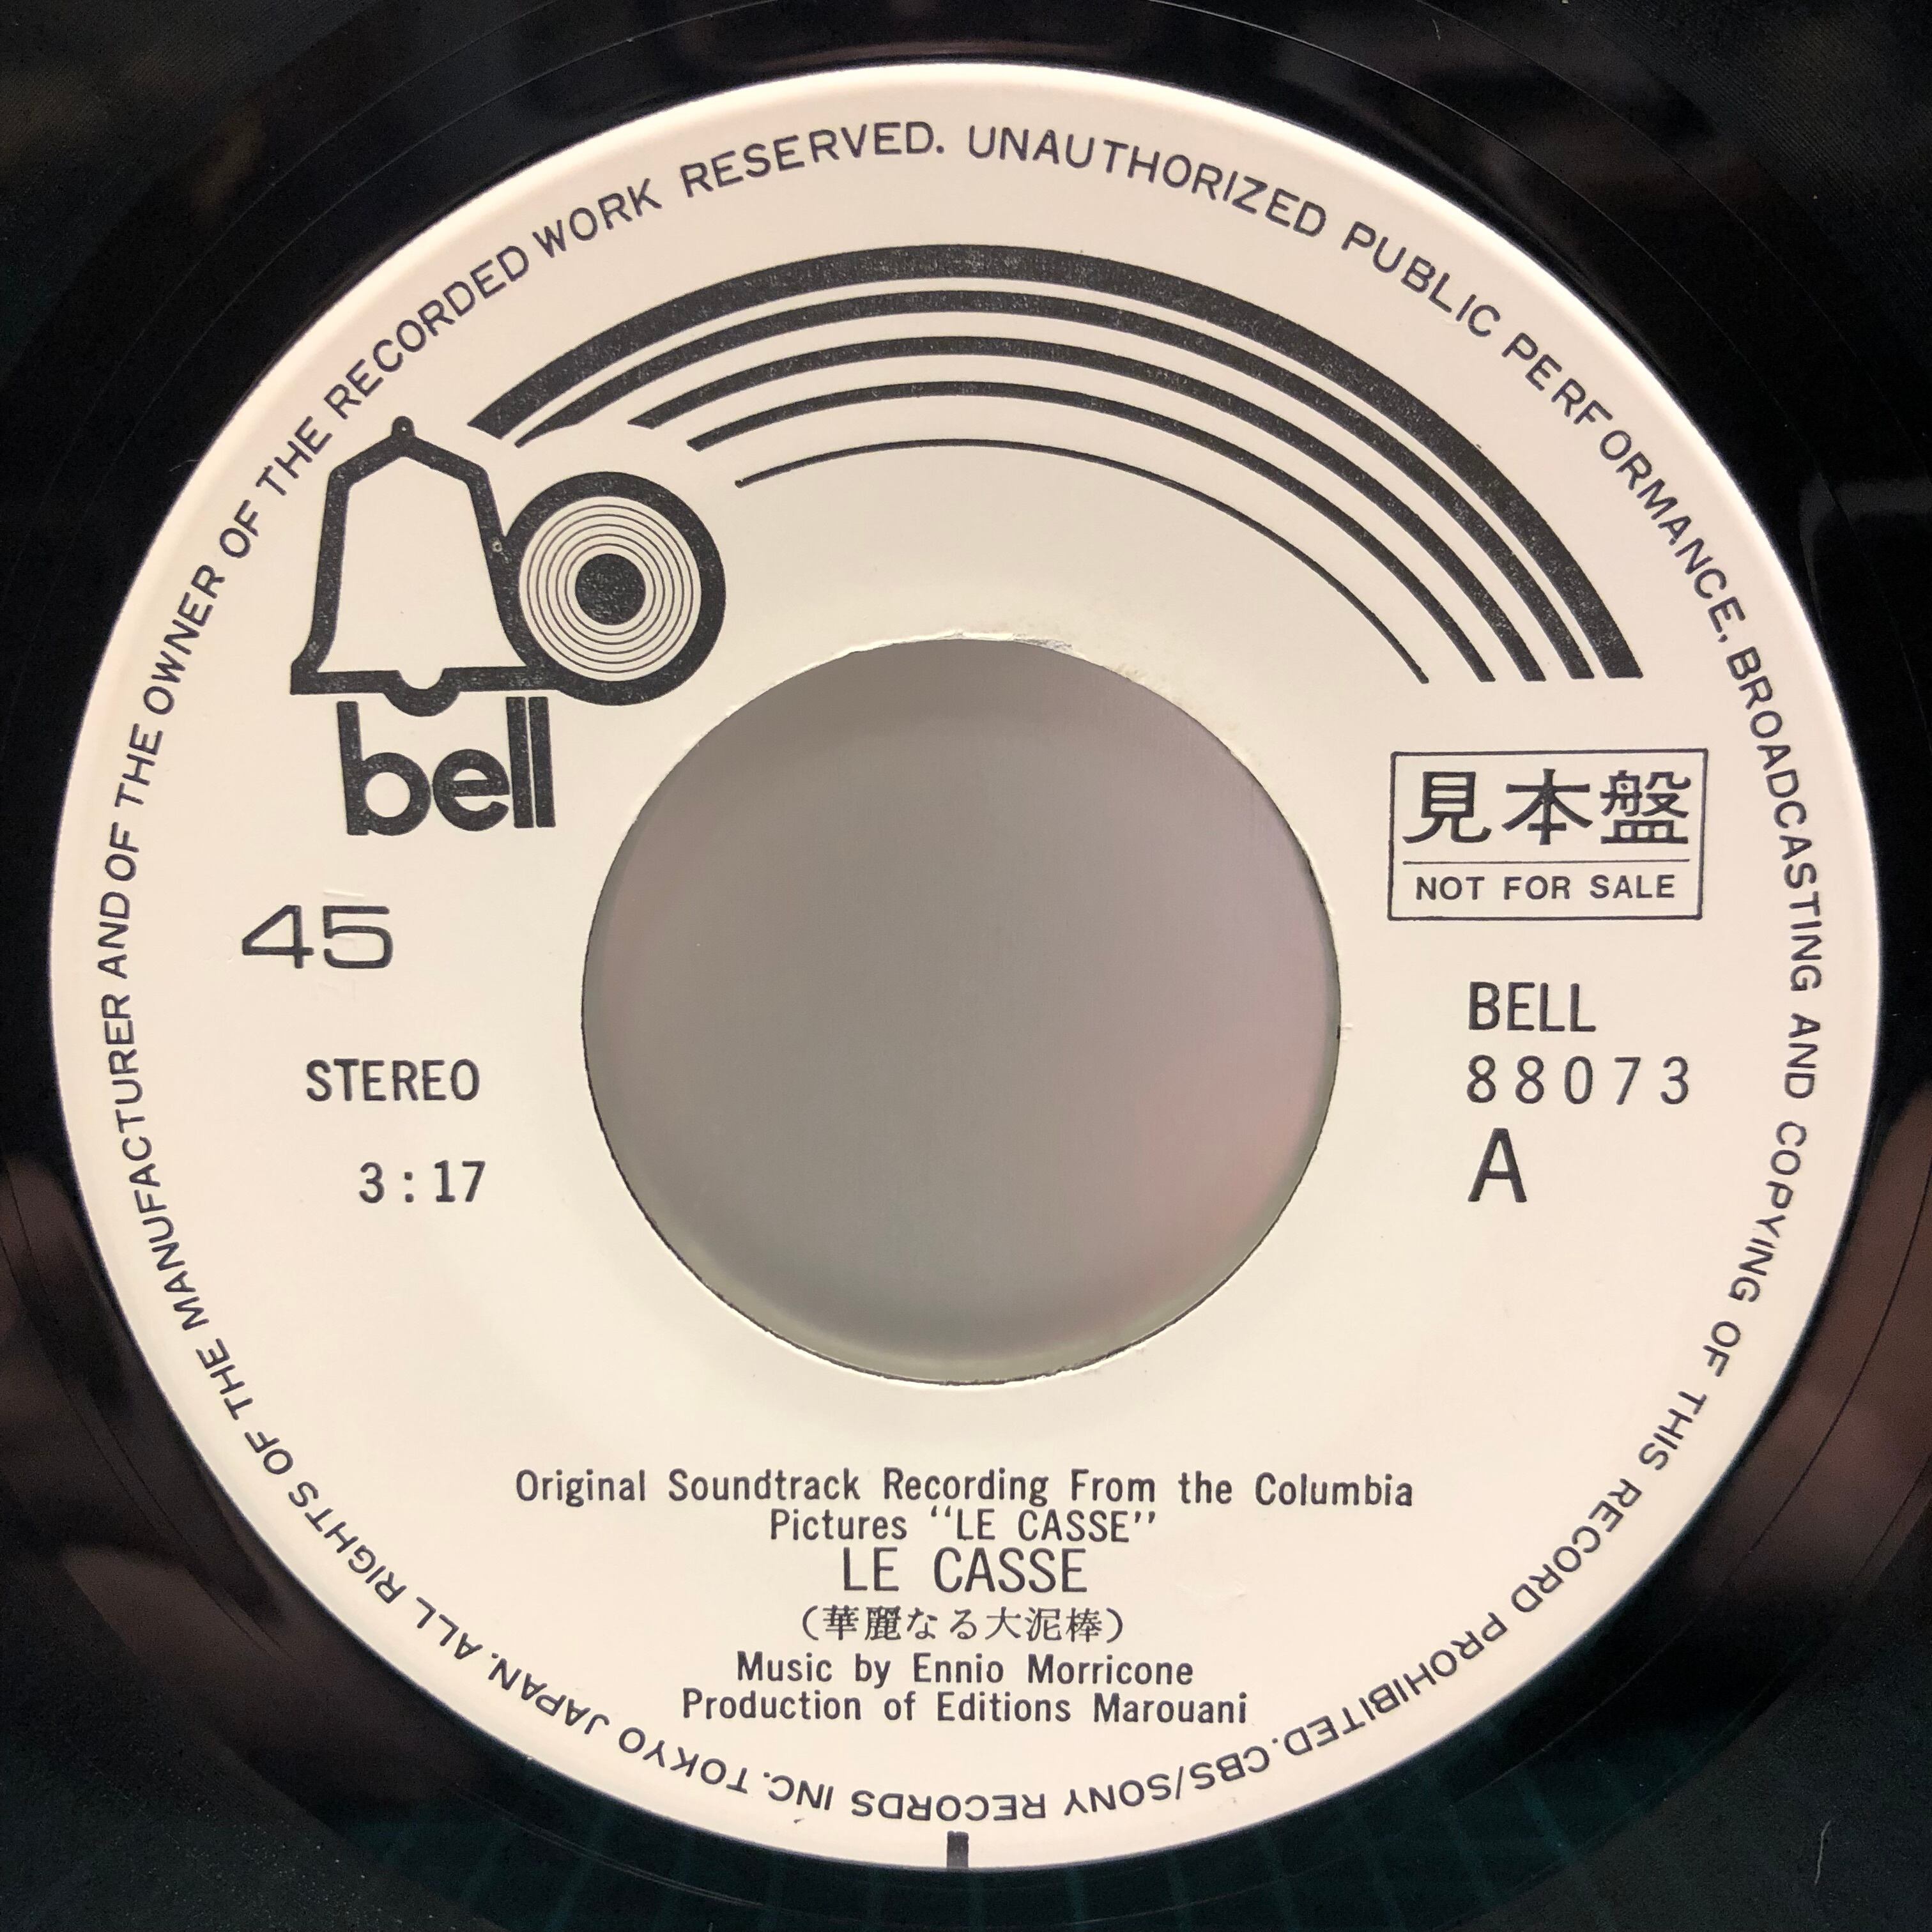 ALL RIGHTS OF THE MANUFACTURER AND OF THE OWNER OF THE RECORDED WORK RESERVED. UNAUTHORIZED PUBLIC PERFORMANCE, BROADCASTING AND COPYING OF THIS RECORD PROHIBITED. CBS/SONY RECORDS INC. TOKYO JAPAN.
bell
見本盤
NOT FOR SALE
45
BELL
88073
STEREO
A
3:17
Original Soundtrack Recording From the Columbia
Pictures “LE CASSE”
LE CASSE
(華麗なる大泥棒)
Music by Ennio Morricone
Production of Editions Marouani